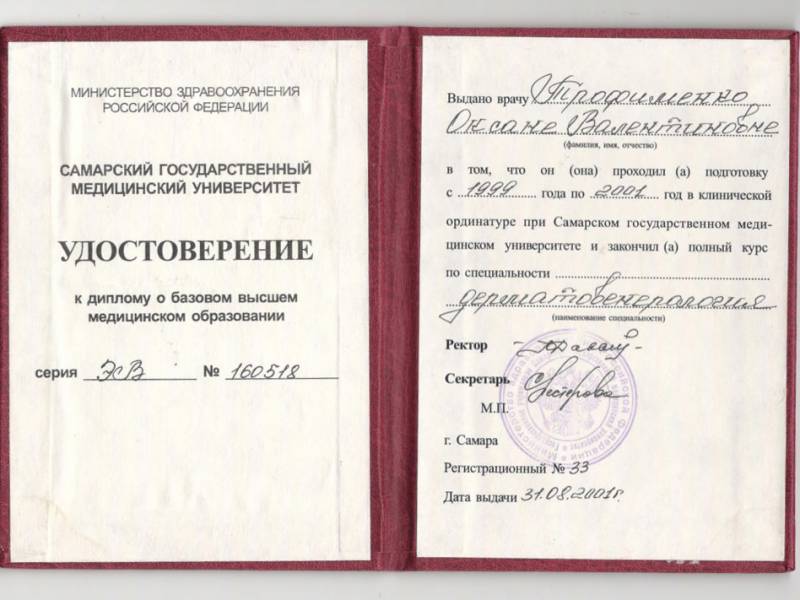 МИНИСТЕРСТВО ЗДРАВООХРАНЕНИЯ
РОССИЙСКОЙ ФЕДЕРАЦИИ
САМАРСКИЙ ГОСУДАРСТВЕННЫЙ
МЕДИЦИНСКИЙ УНИВЕРСИТЕТ
УДОСТОВЕРЕНИЕ
к диплому о базовом высшем
медицинском образовании
серия ЭВ № 160518
Выдано врачу Трофименко
Оксане Валентиновне
(фамилия, имя, отчество)
в том, что он (она) проходил (а) подготовку
с 1999 года по 2001 год в клинической
ординатуре при Самарском государственном меди-
цинском университете и закончил (а) полный курс
по специальности
дерматовенерология
(наименование специальности)
Ректор
Секретарь
М.П.
г. Самара
Регистрационный № 33
Дата выдачи 31.08.2001г.